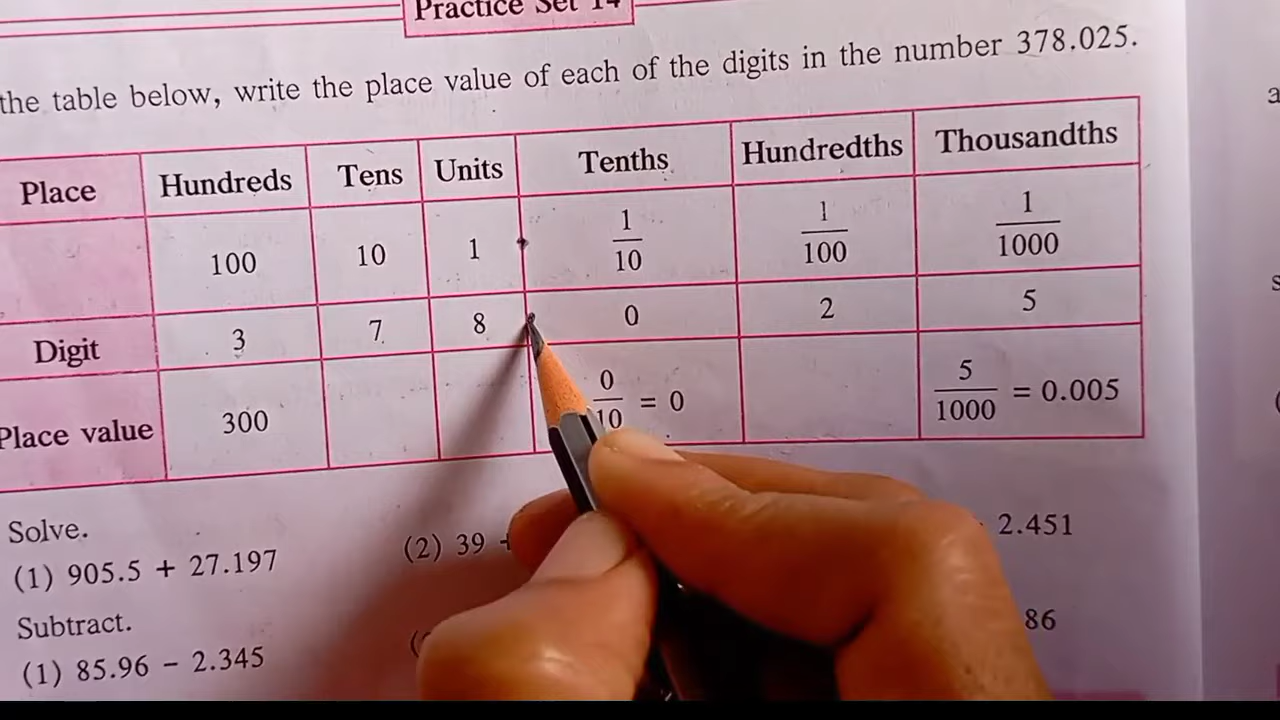 Practice Set 14
the table below, write the place value of each of the digits in the number 378.025.
Place Hundreds Tens Units Tenths Hundredths Thousandths
100 10 1 1/10 1/100 1/1000
Digit 3 7 8 0 2 5
Place value 300 0/10 = 0 5/1000 = 0.005
Solve.
(1) 905.5 + 27.197 (2) 39 + 2.451
Subtract.
(1) 85.96 − 2.345 86